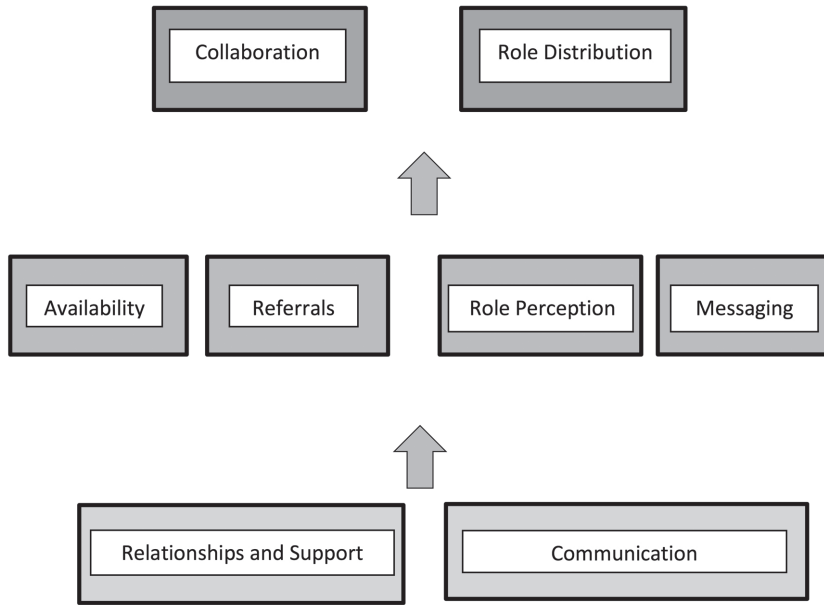 Collaboration
Role Distribution
Availability
Referrals
Role Perception
Messaging
Relationships and Support
Communication